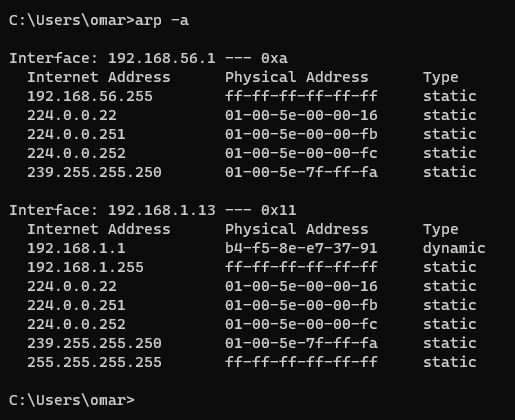 C:\Users\omar>arp -a
Interface: 192.168.56.1 --- 0xa
  Internet Address      Physical Address      Type
  192.168.56.255        ff-ff-ff-ff-ff-ff     static
  224.0.0.22            01-00-5e-00-00-16     static
  224.0.0.251           01-00-5e-00-00-fb     static
  224.0.0.252           01-00-5e-00-00-fc     static
  239.255.255.250       01-00-5e-7f-ff-fa     static
Interface: 192.168.1.13 --- 0x11
  Internet Address      Physical Address      Type
  192.168.1.1           b4-f5-8e-e7-37-91     dynamic
  192.168.1.255         ff-ff-ff-ff-ff-ff     static
  224.0.0.22            01-00-5e-00-00-16     static
  224.0.0.251           01-00-5e-00-00-fb     static
  224.0.0.252           01-00-5e-00-00-fc     static
  239.255.255.250       01-00-5e-7f-ff-fa     static
  255.255.255.255       ff-ff-ff-ff-ff-ff     static
C:\Users\omar>